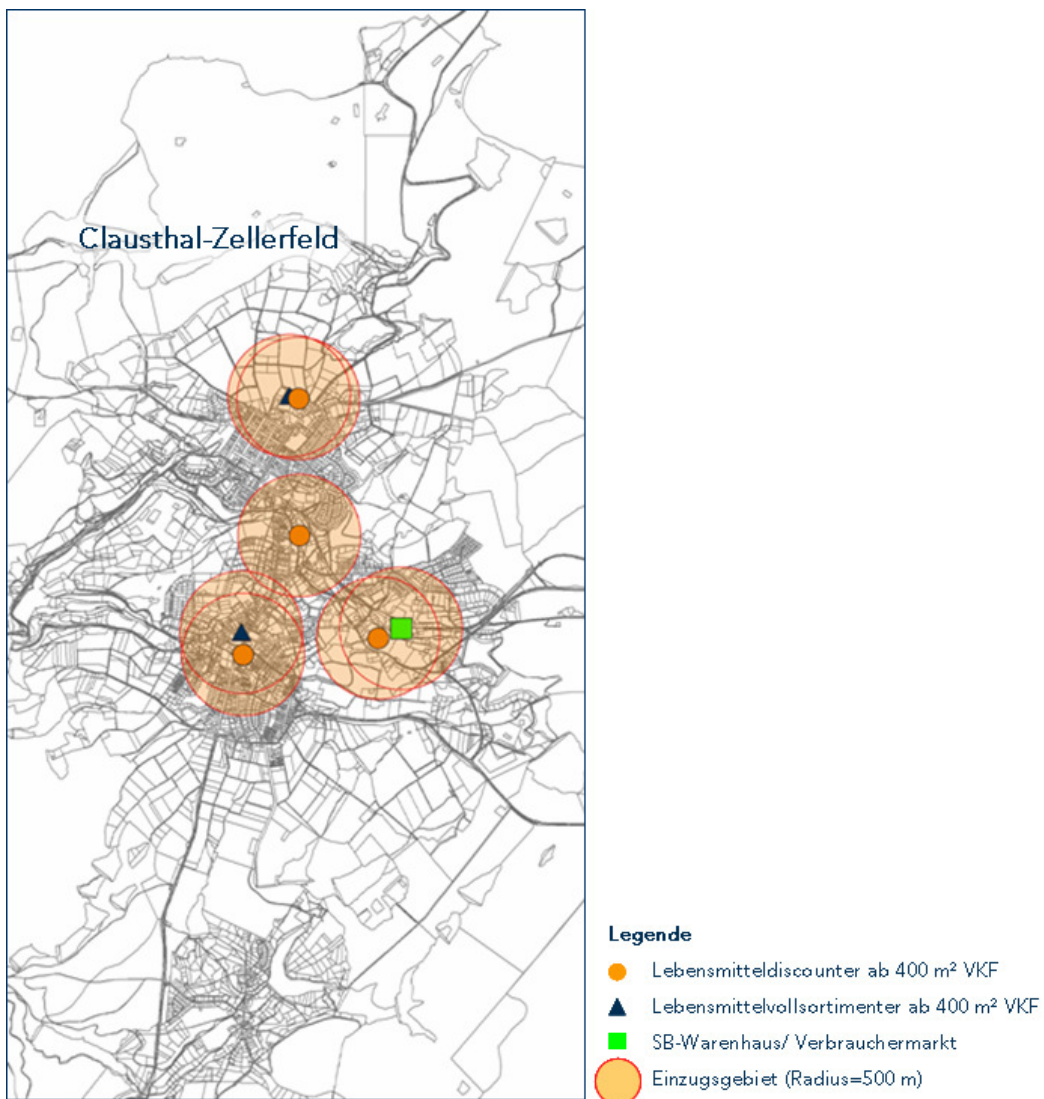 Clausthal-Zellerfeld
Legende
Lebensmitteldiscounter ab 400 m² VKF
Lebensmittelvollsortimenter ab 400 m² VKF
SB-Warenhaus/ Verbrauchermarkt
Einzugsgebiet (Radius=500 m)